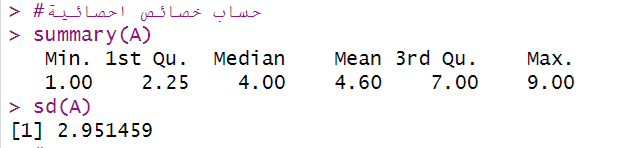 > #حساب خصائص احصائية
> summary(A)
   Min. 1st Qu.  Median    Mean 3rd Qu.    Max.
   1.00    2.25    4.00    4.60    7.00    9.00
> sd(A)
[1] 2.951459